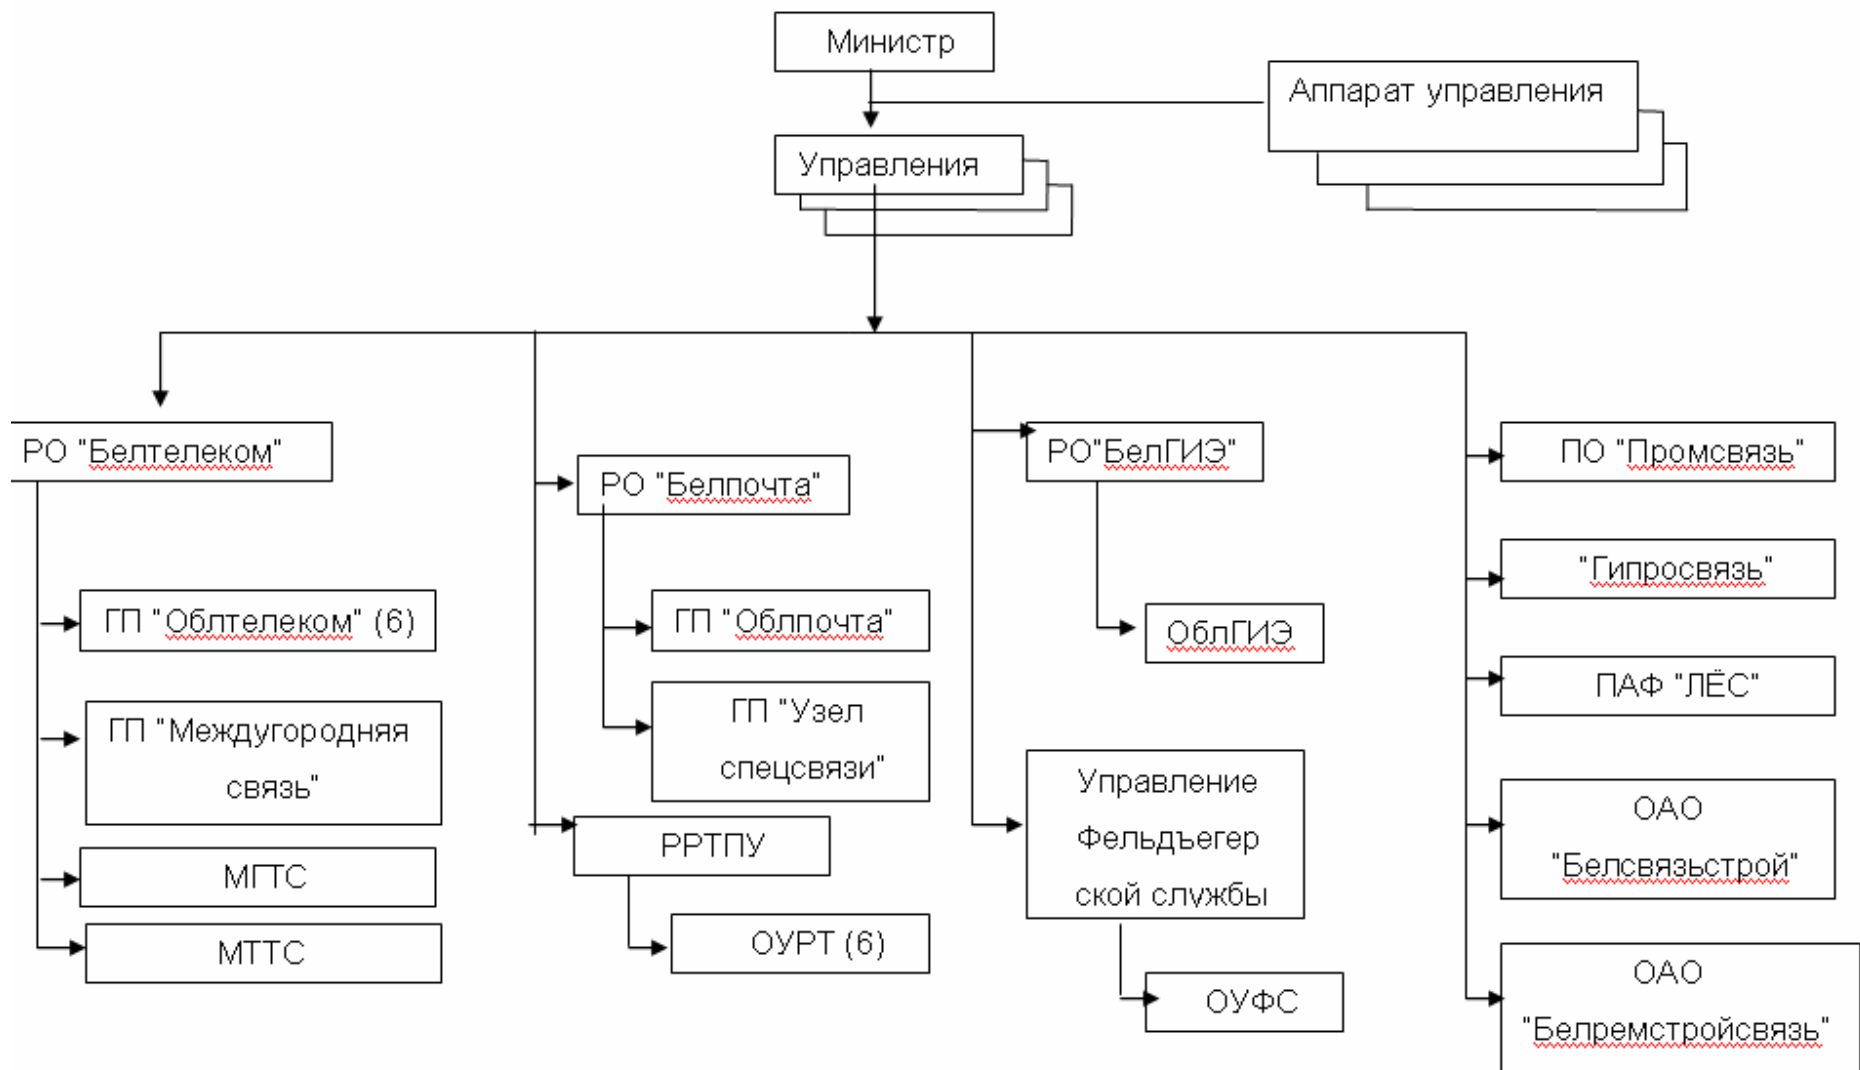 Министр
Аппарат управления
Управления
РО "Белтелеком"
ГП "Облтелеком" (6)
ГП "Междугородняя
связь"
МГТС
МТТС
РО "Белпочта"
ГП "Облпочта"
ГП "Узел
спецсвязи"
РРТПУ
ОУРТ (6)
РО"БелГИЭ"
ОблГИЭ
Управление
Фельдъегер
ской службы
ОУФС
ПО "Промсвязь"
"Гипросвязь"
ПАФ "ЛЁС"
ОАО
"Белсвязьстрой"
ОАО
"Белремстройсвязь"